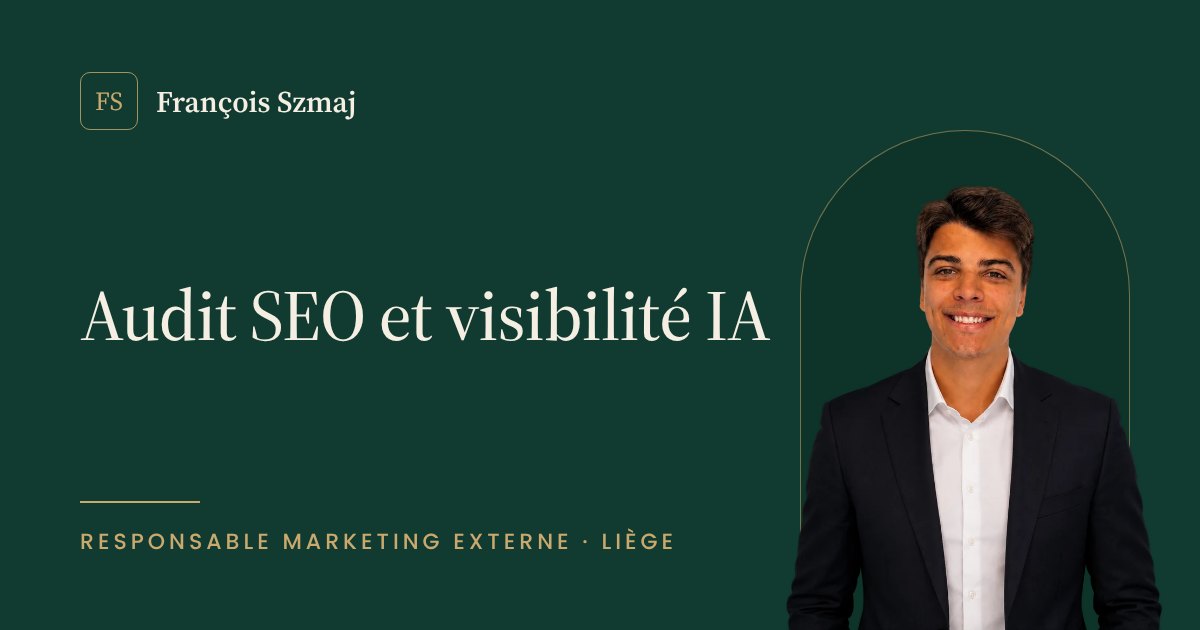 FS
François Szmaj
Audit SEO et visibilité IA
RESPONSABLE MARKETING EXTERNE · LIÈGE